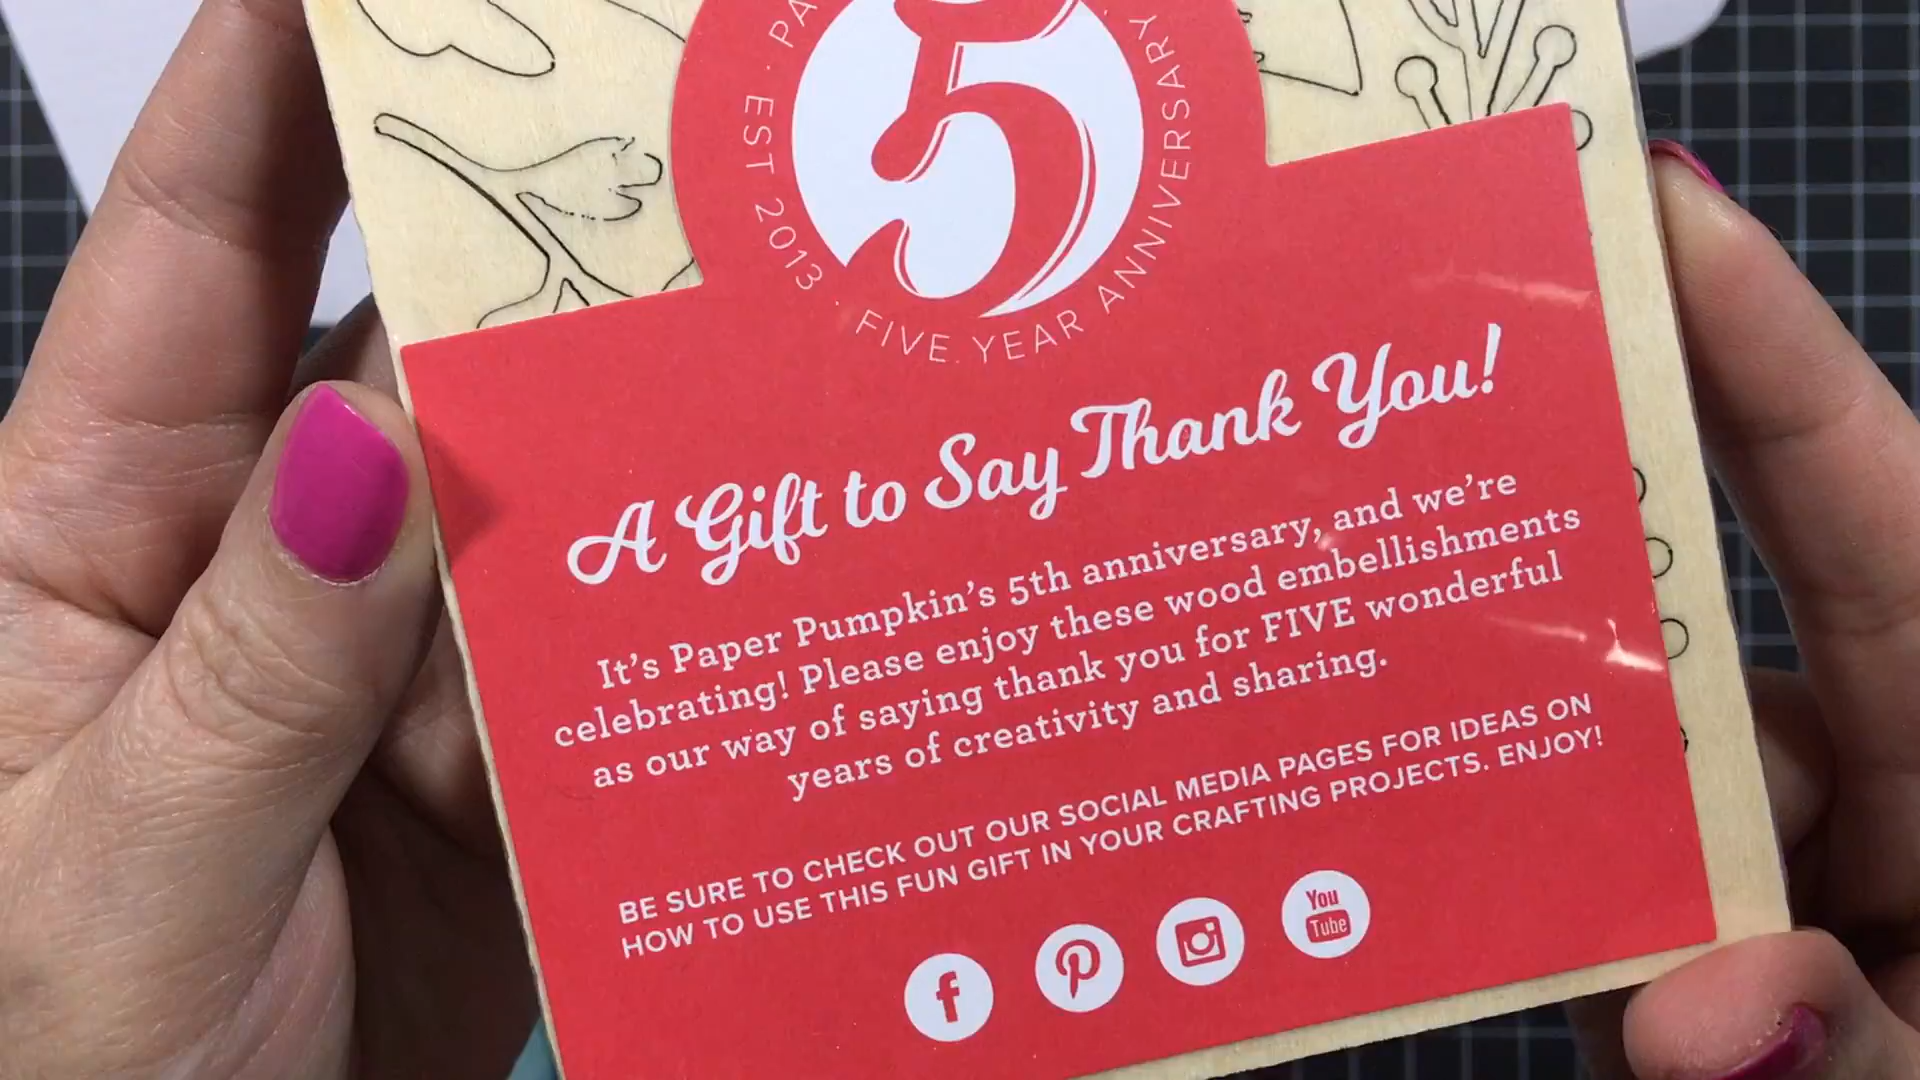 PA
5
EST 2013 · FIVE YEAR ANNIVERSARY ·
A Gift to Say Thank You!
It's Paper Pumpkin's 5th anniversary, and we're
celebrating! Please enjoy these wood embellishments
as our way of saying thank you for FIVE wonderful
years of creativity and sharing.
BE SURE TO CHECK OUT OUR SOCIAL MEDIA PAGES FOR IDEAS ON
HOW TO USE THIS FUN GIFT IN YOUR CRAFTING PROJECTS. ENJOY!
You
Tube